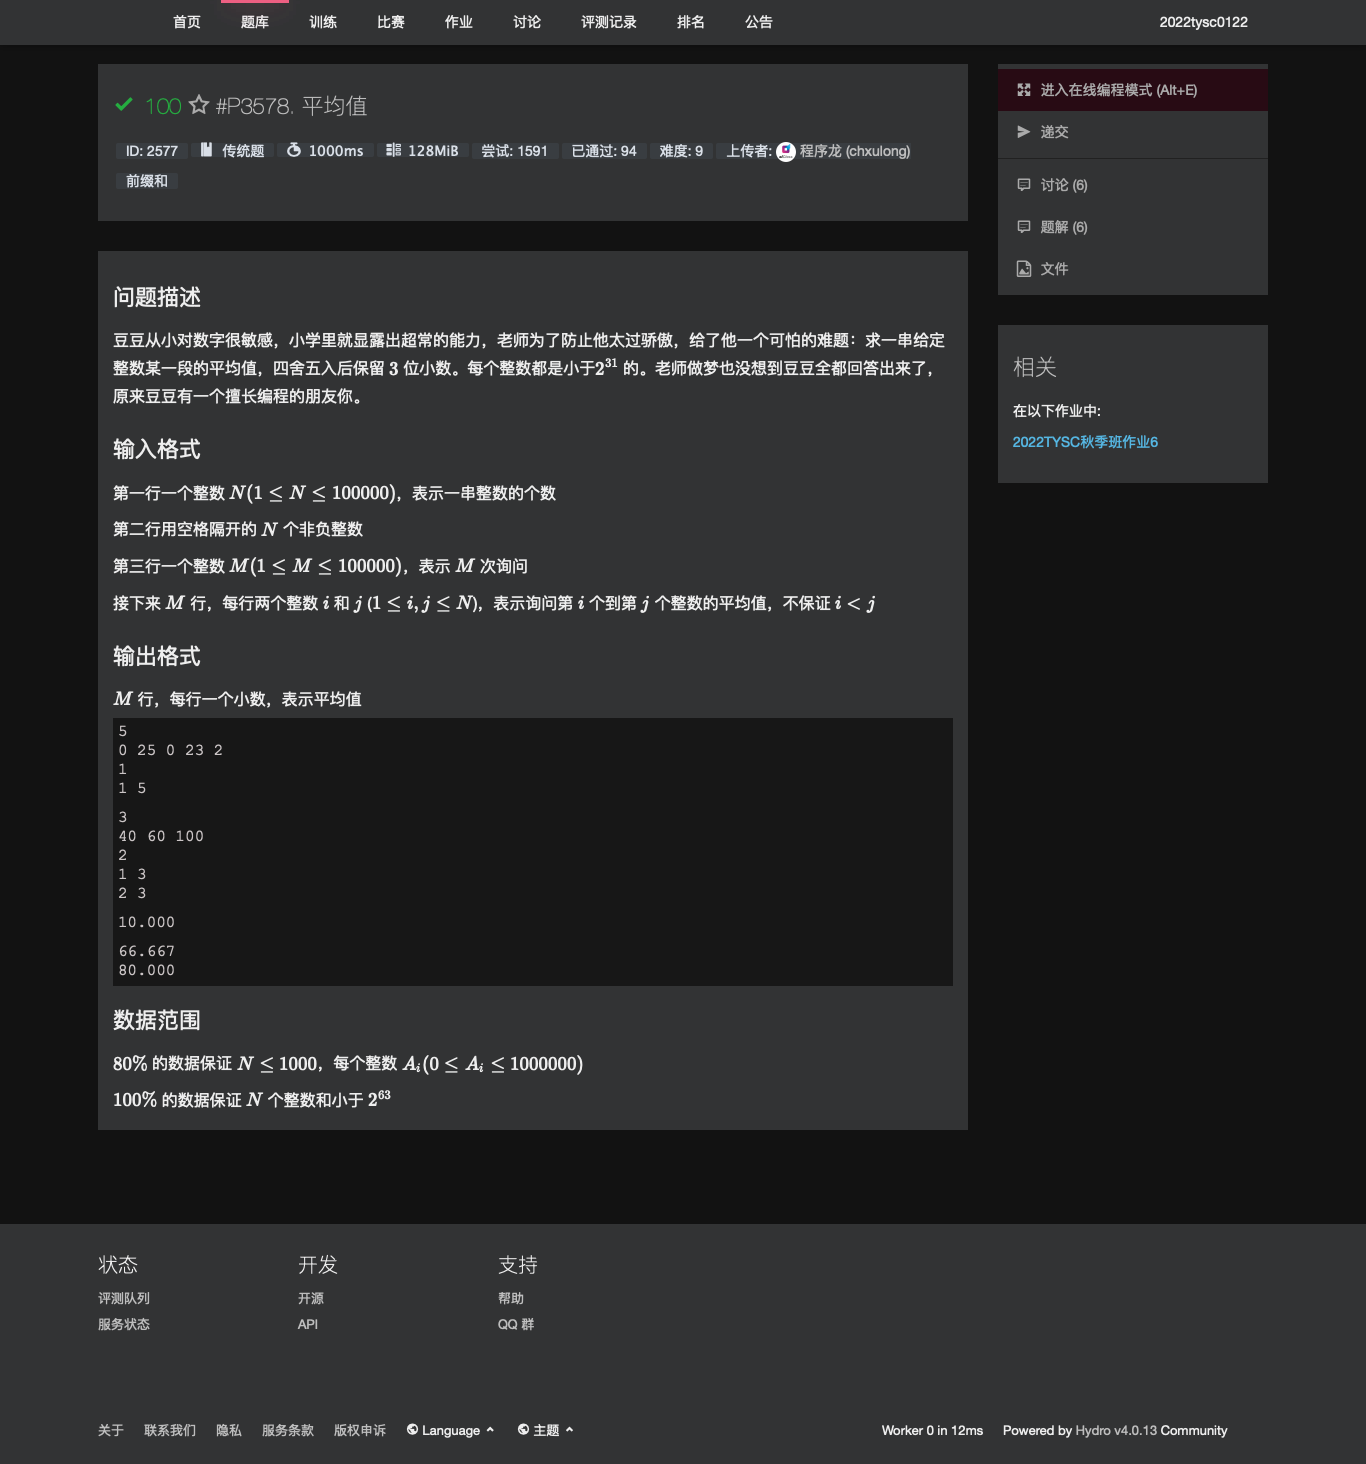 首页 题库 训练 比赛 作业 讨论 评测记录 排名 公告 2022tysc0122
100 #P3578. 平均值
ID: 2577 传统题 1000ms 128MiB 尝试: 1591 已通过: 94 难度: 9 上传者: 程序龙 (chxulong)
前缀和
进入在线编程模式 (Alt+E)
递交
讨论 (6)
题解 (6)
文件
相关
在以下作业中:
2022TYSC秋季班作业6
问题描述
豆豆从小对数字很敏感，小学里就显露出超常的能力，老师为了防止他太过骄傲，给了他一个可怕的难题：求一串给定
整数某一段的平均值，四舍五入后保留 3 位小数。每个整数都是小于2^31 的。老师做梦也没想到豆豆全都回答出来了，
原来豆豆有一个擅长编程的朋友你。
输入格式
第一行一个整数 N(1 ≤ N ≤ 100000)，表示一串整数的个数
第二行用空格隔开的 N 个非负整数
第三行一个整数 M(1 ≤ M ≤ 100000)，表示 M 次询问
接下来 M 行，每行两个整数 i 和 j (1 ≤ i, j ≤ N)，表示询问第 i 个到第 j 个整数的平均值，不保证 i < j
输出格式
M 行，每行一个小数，表示平均值
5
0 25 0 23 2
1
1 5
3
40 60 100
2
1 3
2 3
10.000
66.667
80.000
数据范围
80% 的数据保证 N ≤ 1000，每个整数 A_i(0 ≤ A_i ≤ 1000000)
100% 的数据保证 N 个整数和小于 2^63
状态 开发 支持
评测队列 开源 帮助
服务状态 API QQ 群
关于 联系我们 隐私 服务条款 版权申诉 Language 主题 Worker 0 in 12ms Powered by Hydro v4.0.13 Community